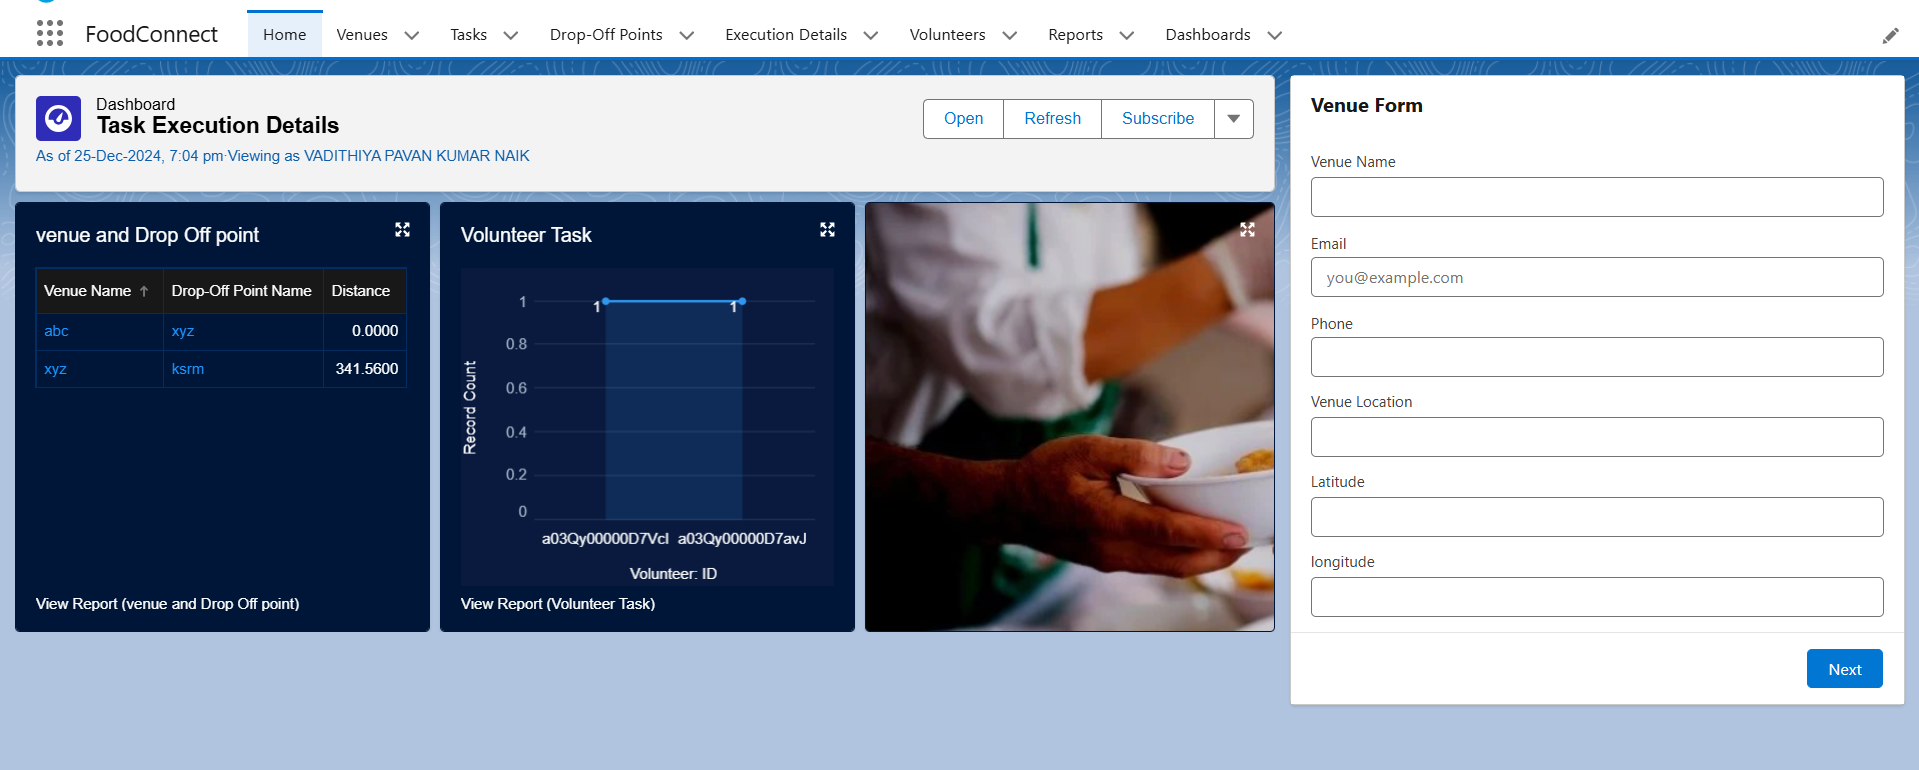 FoodConnect
Home
Venues
Tasks
Drop-Off Points
Execution Details
Volunteers
Reports
Dashboards
Dashboard
Task Execution Details
As of 25-Dec-2024, 7:04 pm·Viewing as VADITHIYA PAVAN KUMAR NAIK
Open
Refresh
Subscribe
venue and Drop Off point
Venue Name ↑ Drop-Off Point Name Distance
abc xyz 0.0000
xyz ksrm 341.5600
View Report (venue and Drop Off point)
Volunteer Task
Record Count
1
0.8
0.6
0.4
0.2
0
1 1
a03Qy00000D7VcI a03Qy00000D7avJ
Volunteer: ID
View Report (Volunteer Task)
Venue Form
Venue Name
Email
you@example.com
Phone
Venue Location
Latitude
longitude
Next